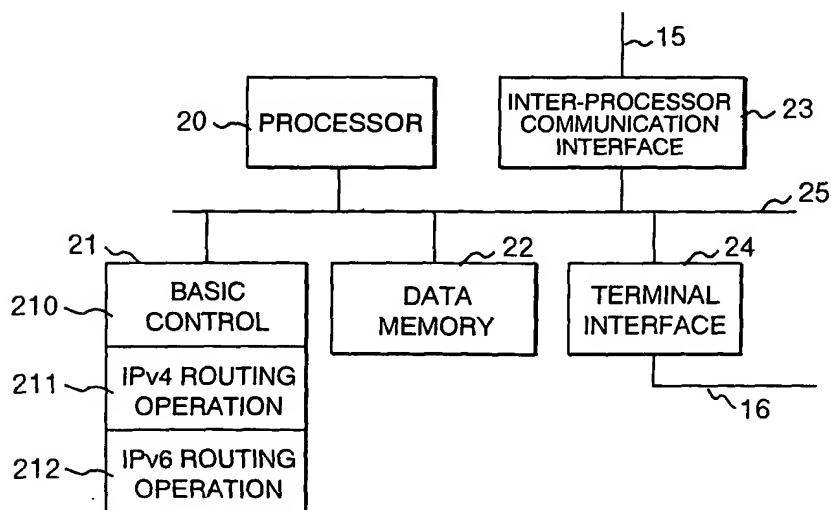 15
20
PROCESSOR
INTER-PROCESSOR
COMMUNICATION
INTERFACE
23
25
21
22
24
210
BASIC
CONTROL
DATA
MEMORY
TERMINAL
INTERFACE
211
IPv4 ROUTING
OPERATION
16
212
IPv6 ROUTING
OPERATION